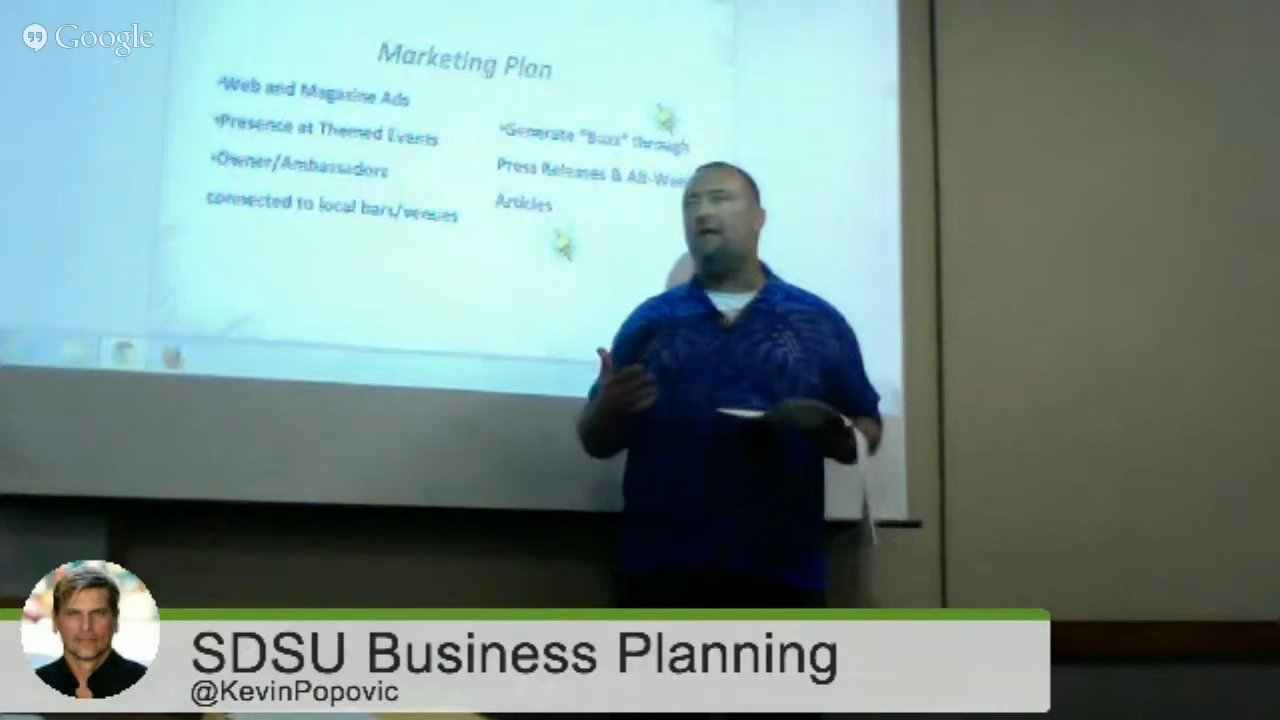 Google
Marketing Plan
•Web and Magazine Ads
•Presence at Themed Events
•Owner/Ambassadors
connected to local bars/venues
•Generate "Buzz" through
Press Releases &
Articles
SDSU Business Planning
@KevinPopovic